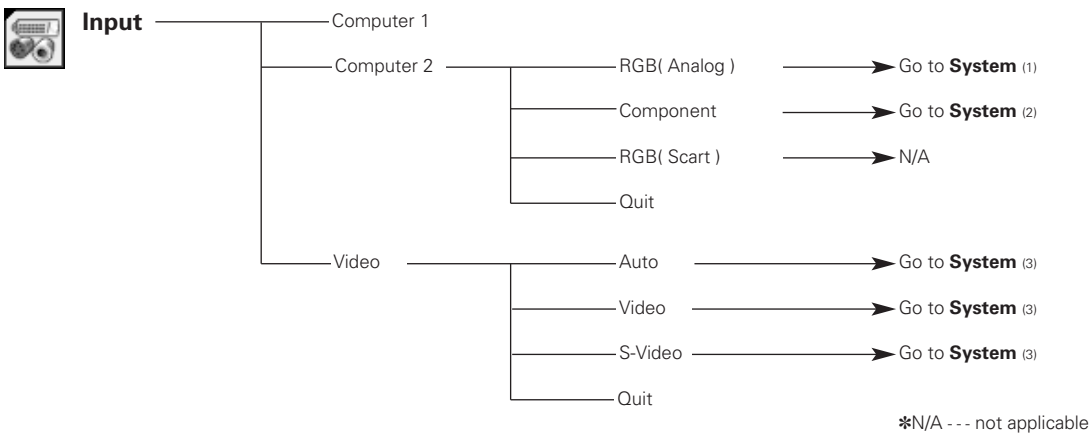 Input
Computer 1
Computer 2
RGB( Analog )
Go to System (1)
Component
Go to System (2)
RGB( Scart )
N/A
Quit
Video
Auto
Go to System (3)
Video
Go to System (3)
S-Video
Go to System (3)
Quit
✽N/A - - - not applicable